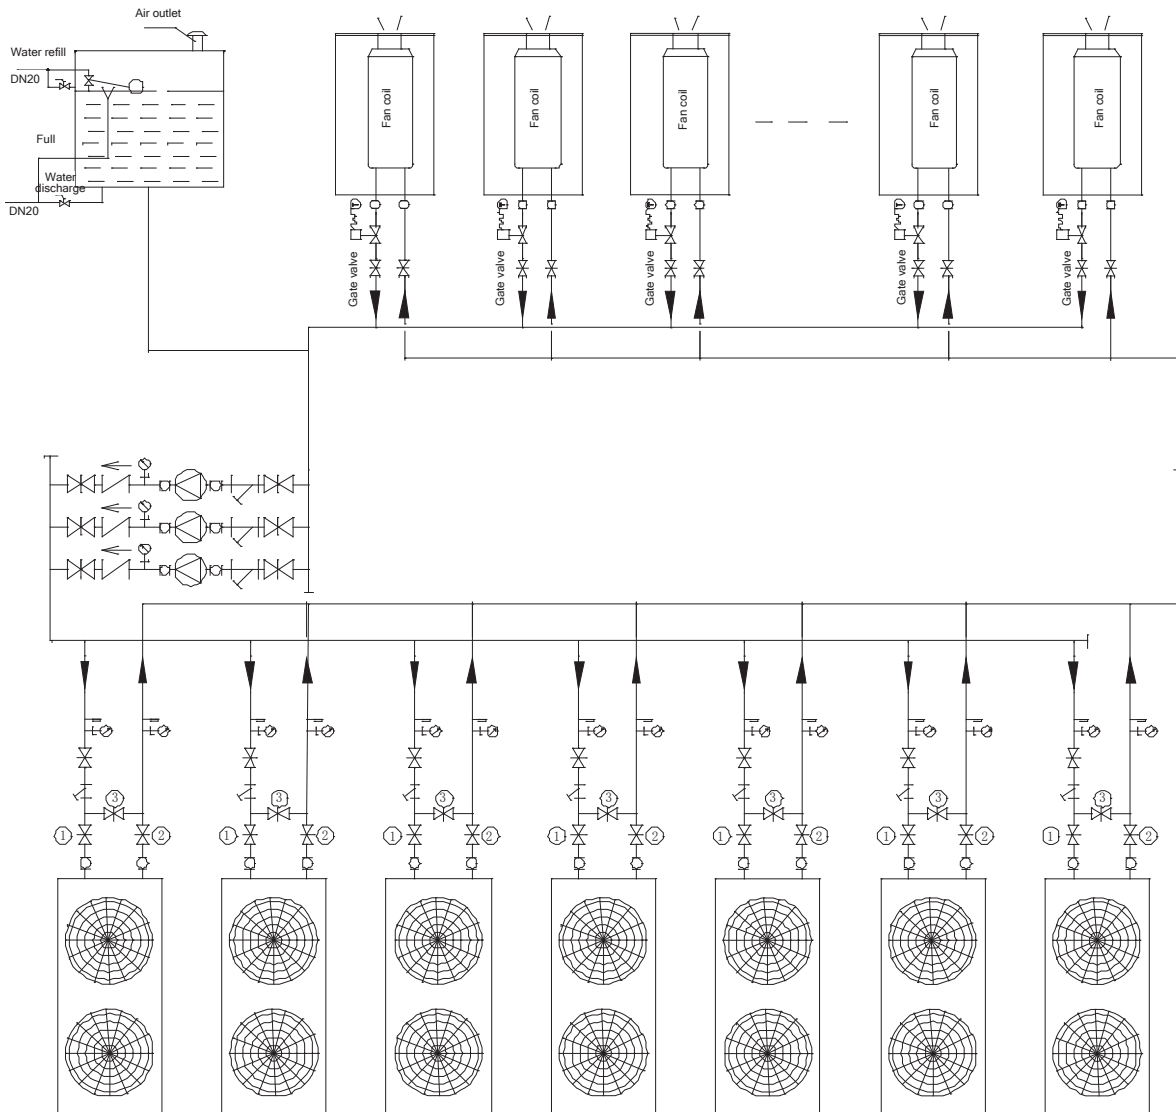 Air outlet
Water refill
DN20
Full
Water
discharge
DN20
Fan coil
Fan coil
Fan coil
Fan coil
Fan coil
T
T
T
T
T
Gate valve
Gate valve
Gate valve
Gate valve
Gate valve
3
3
3
3
3
3
3
1
2
1
2
1
2
1
2
1
2
1
2
1
2